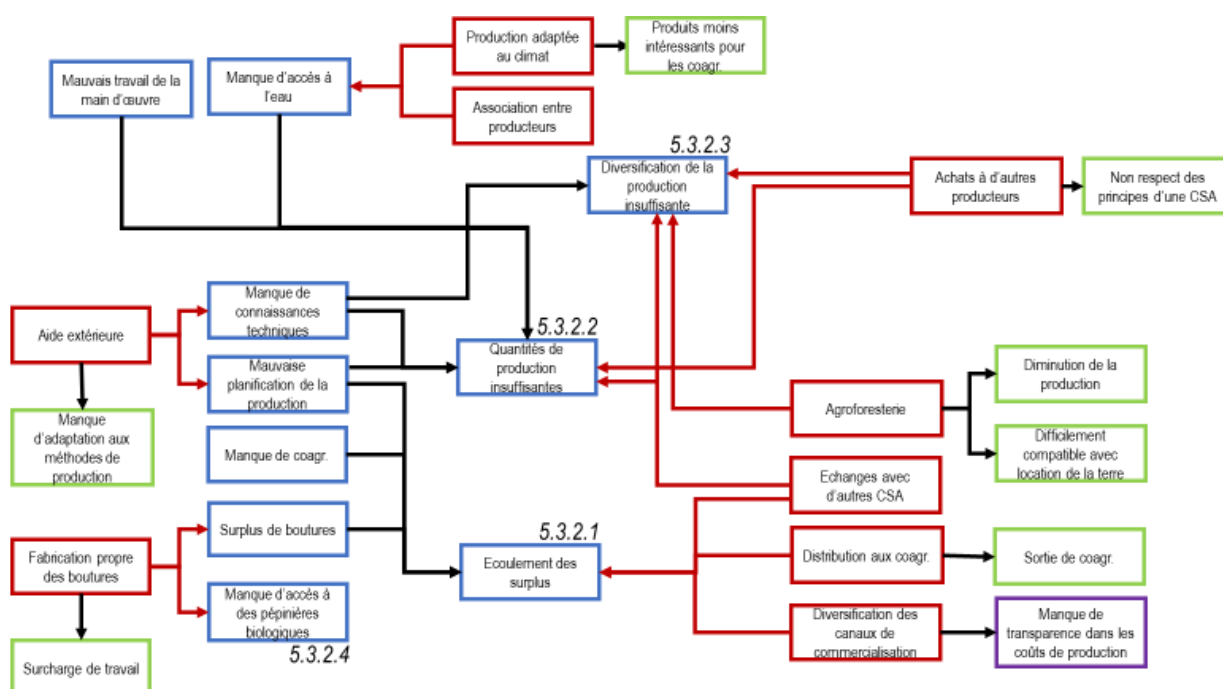 Production adaptée
au climat
Produits moins
intéressants pour
les coagr.
Mauvais travail de la
main d'œuvre
Manque d'accès à
l'eau
Association entre
producteurs
5.3.2.3
Diversification de la
production
insuffisante
Achats à d'autres
producteurs
Non respect des
principes d'une CSA
Aide extérieure
Manque de
connaissances
techniques
5.3.2.2
Quantités de
production
insuffisantes
Mauvaise
planification de la
production
Manque
d'adaptation aux
méthodes de
production
Manque de coagr.
Agroforesterie
Diminution de la
production
Difficilement
compatible avec
location de la terre
Echanges avec
d'autres CSA
Surplus de boutures
5.3.2.1
Ecoulement des
surplus
Fabrication propre
des boutures
Distribution aux coagr.
Sortie de coagr.
Manque d'accès à
des pépinières
biologiques
5.3.2.4
Diversification des
canaux de
commercialisation
Manque de
transparence dans les
coûts de production
Surcharge de travail